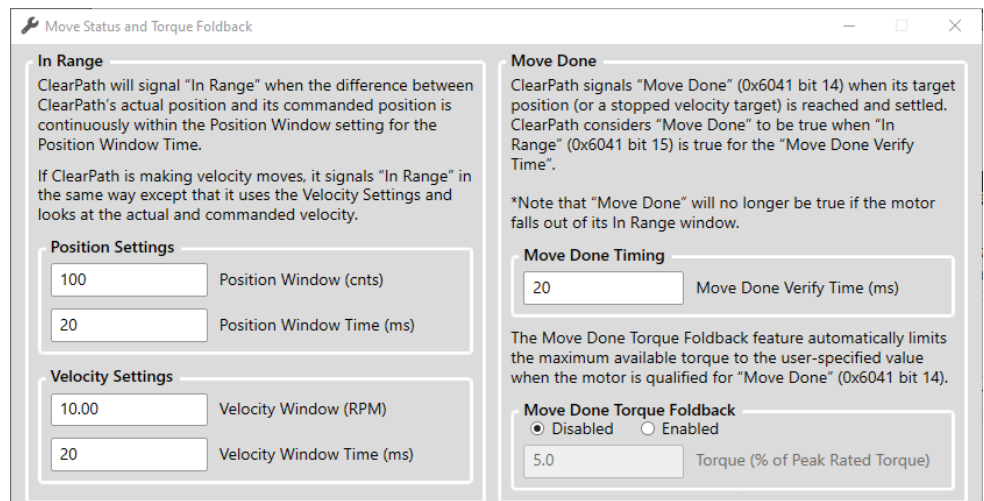 Move Status and Torque Foldback
In Range
ClearPath will signal “In Range” when the difference between
ClearPath’s actual position and its commanded position is
continuously within the Position Window setting for the
Position Window Time.
If ClearPath is making velocity moves, it signals “In Range” in
the same way except that it uses the Velocity Settings and
looks at the actual and commanded velocity.
Position Settings
100 Position Window (cnts)
20 Position Window Time (ms)
Velocity Settings
10.00 Velocity Window (RPM)
20 Velocity Window Time (ms)
Move Done
ClearPath signals “Move Done” (0x6041 bit 14) when its target
position (or a stopped velocity target) is reached and settled.
ClearPath considers “Move Done” to be true when “In
Range” (0x6041 bit 15) is true for the “Move Done Verify
Time”.
*Note that “Move Done” will no longer be true if the motor
falls out of its In Range window.
Move Done Timing
20 Move Done Verify Time (ms)
The Move Done Torque Foldback feature automatically limits
the maximum available torque to the user-specified value
when the motor is qualified for “Move Done” (0x6041 bit 14).
Move Done Torque Foldback
Disabled Enabled
5.0 Torque (% of Peak Rated Torque)